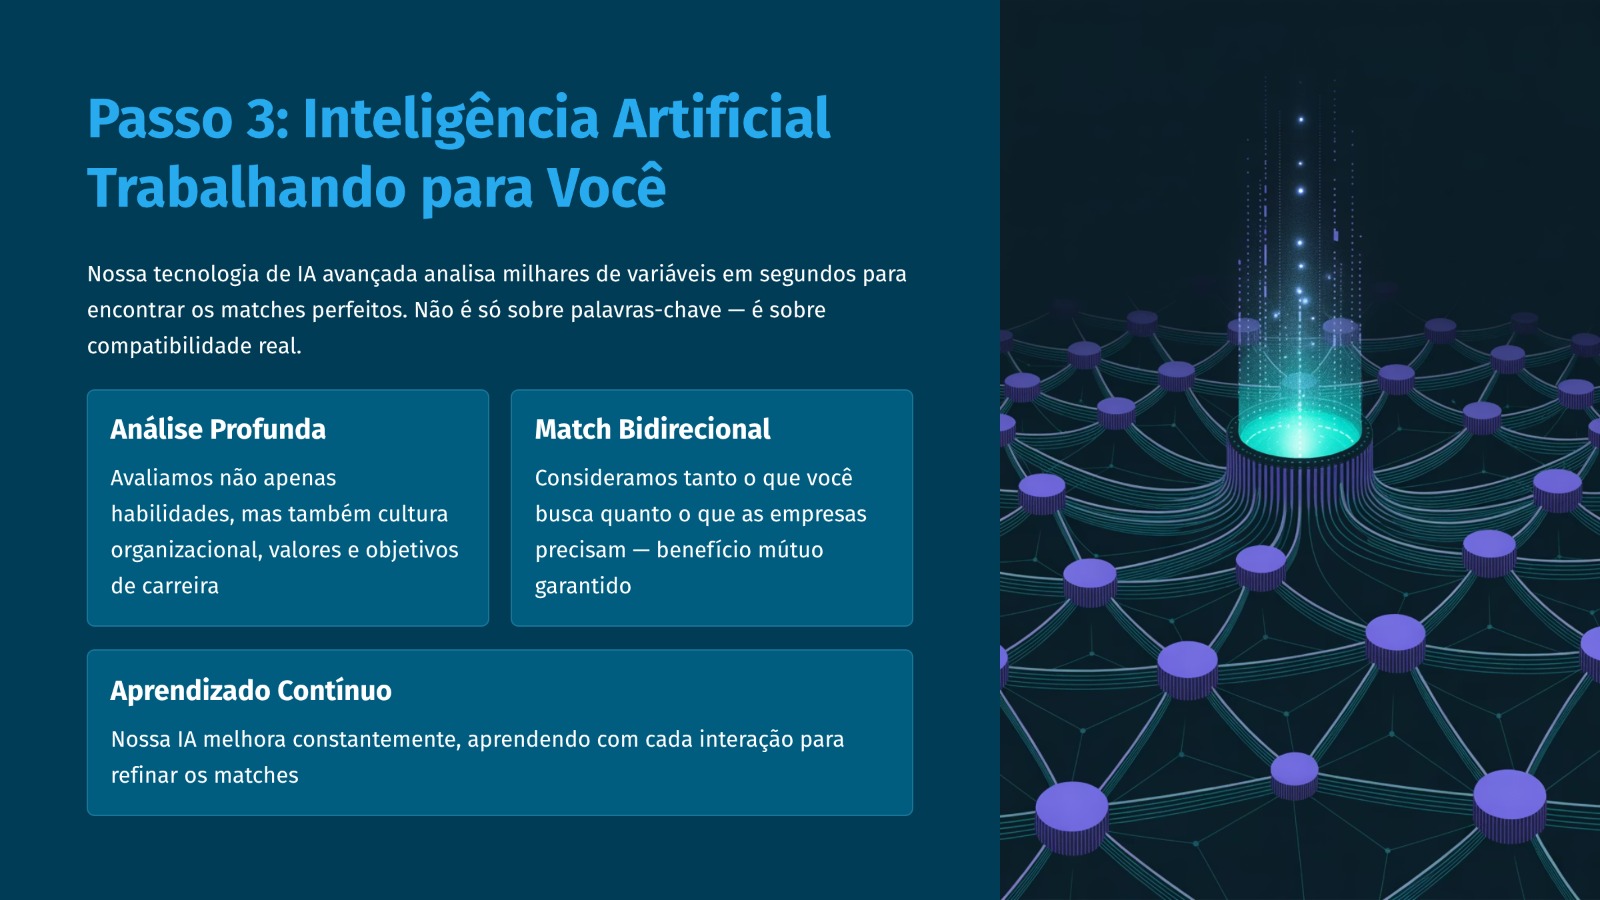 Passo 3: Inteligência Artificial
Trabalhando para Você
Nossa tecnologia de IA avançada analisa milhares de variáveis em segundos para
encontrar os matches perfeitos. Não é só sobre palavras-chave — é sobre
compatibilidade real.
Análise Profunda
Avaliamos não apenas
habilidades, mas também cultura
organizacional, valores e objetivos
de carreira
Match Bidirecional
Consideramos tanto o que você
busca quanto o que as empresas
precisam — benefício mútuo
garantido
Aprendizado Contínuo
Nossa IA melhora constantemente, aprendendo com cada interação para
refinar os matches